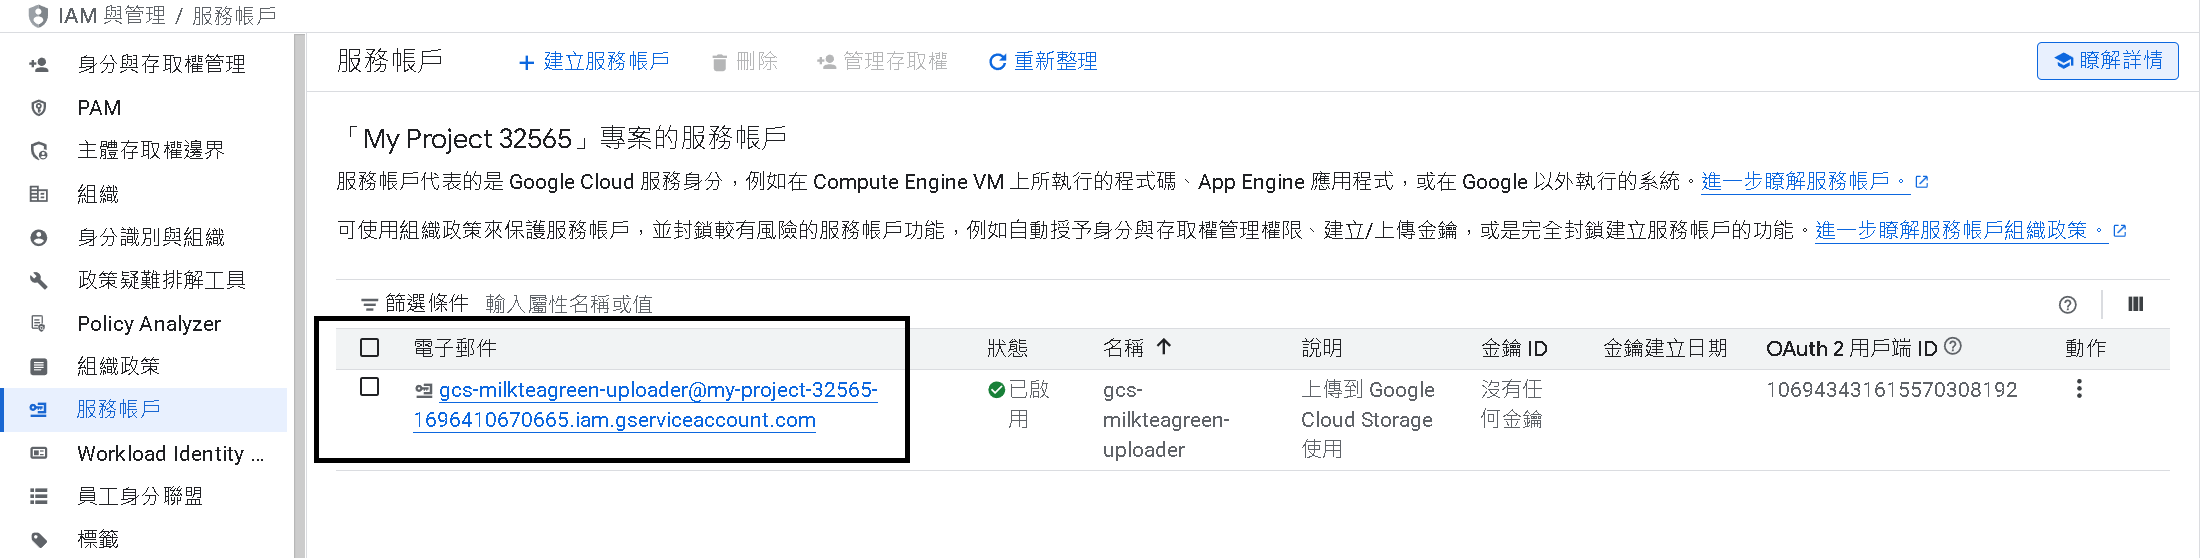 IAM 與管理 / 服務帳戶
身分與存取權管理
PAM
主體存取權邊界
組織
身分識別與組織
政策疑難排解工具
Policy Analyzer
組織政策
服務帳戶
Workload Identity ...
員工身分聯盟
標籤
服務帳戶
建立服務帳戶
刪除
管理存取權
重新整理
瞭解詳情
「My Project 32565」專案的服務帳戶
服務帳戶代表的是 Google Cloud 服務身分，例如在 Compute Engine VM 上所執行的程式碼、App Engine 應用程式，或在 Google 以外執行的系統。進一步瞭解服務帳戶。
可使用組織政策來保護服務帳戶，並封鎖較有風險的服務帳戶功能，例如自動授予身分與存取權管理權限、建立/上傳金鑰，或是完全封鎖建立服務帳戶的功能。進一步瞭解服務帳戶組織政策。
篩選條件 輸入屬性名稱或值
電子郵件 狀態 名稱 ↑ 說明 金鑰 ID 金鑰建立日期 OAuth 2 用戶端 ID 動作
gcs-milkteagreen-uploader@my-project-32565-
1696410670665.iam.gserviceaccount.com
已啟
用
gcs-
milkteagreen-
uploader
上傳到 Google
Cloud Storage
使用
沒有任
何金鑰
106943431615570308192